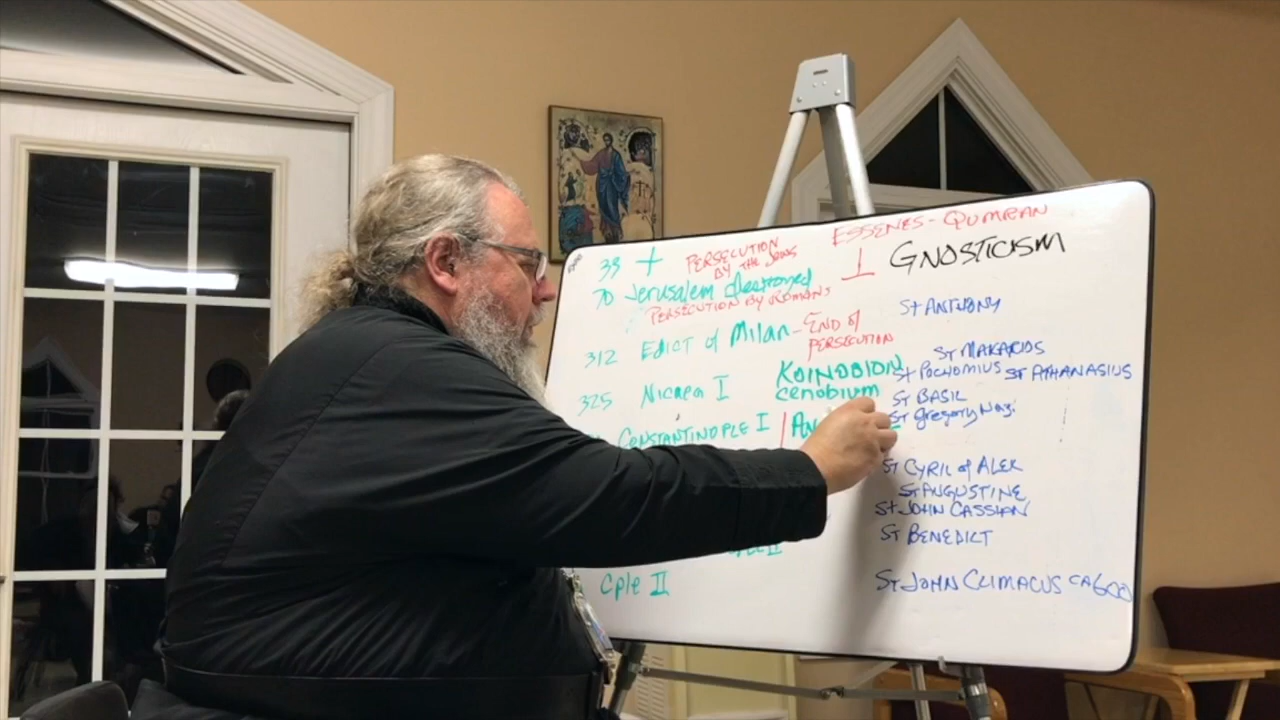 ESSENES - QUMRAN
33 + PERSECUTION BY THE JEWS
⊥ GNOSTICISM
70 Jerusalem destroyed
PERSECUTION BY ROMANS
St ANTHONY
312 EDICT of Milan - END of PERSECUTION
St MAKARIOS
KOINOBION St POCHOMIUS St ATHANASIUS
325 Nicaea I cenobium St BASIL
St Gregory Naz.
CONSTANTINOPLE I
St CYRIL of ALEX
St AUGUSTINE
St JOHN CASSIAN
St BENEDICT
Cple II
St JOHN CLIMACUS CA 600